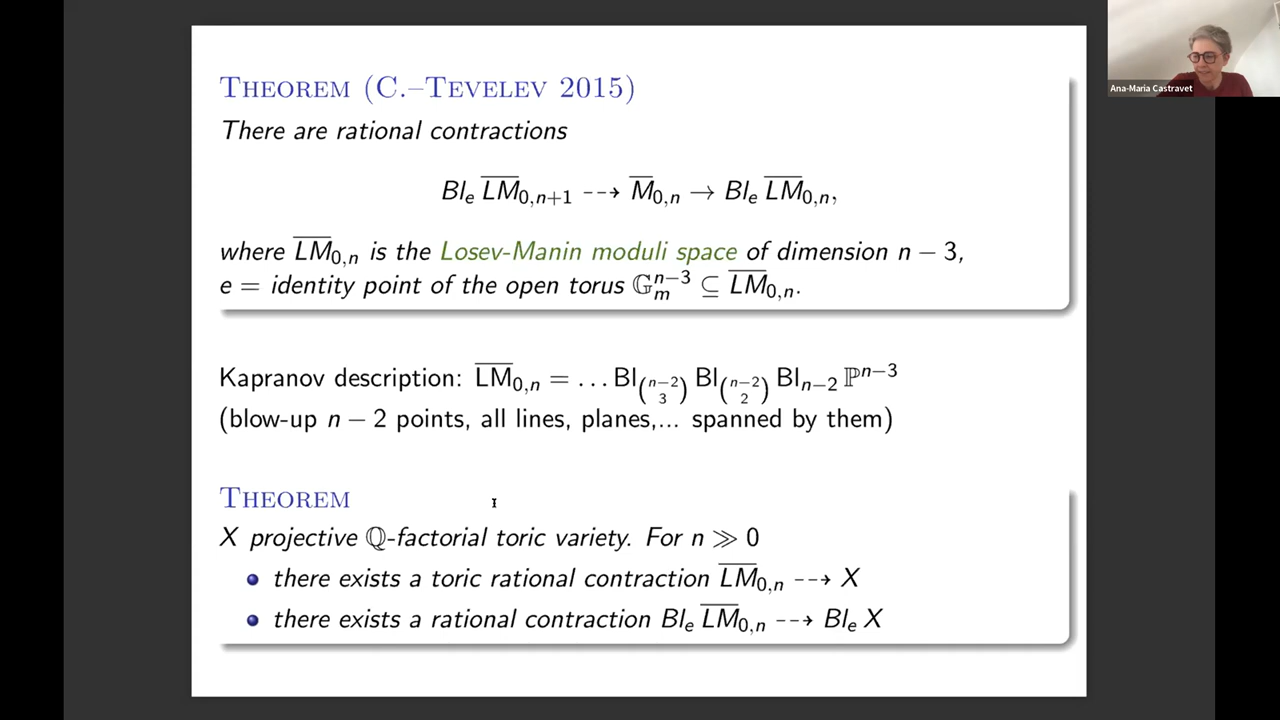 THEOREM (C.–TEVELEV 2015)
There are rational contractions
Bl_e \overline{LM}_{0,n+1} ⇢ \overline{M}_{0,n} → Bl_e \overline{LM}_{0,n},
where \overline{LM}_{0,n} is the Losev-Manin moduli space of dimension n − 3,
e = identity point of the open torus 𝔾_m^{n−3} ⊆ \overline{LM}_{0,n}.
Kapranov description: \overline{LM}_{0,n} = ... Bl_{\binom{n−2}{3}} Bl_{\binom{n−2}{2}} Bl_{n−2} ℙ^{n−3}
(blow-up n − 2 points, all lines, planes,... spanned by them)
THEOREM
X projective ℚ-factorial toric variety. For n ≫ 0
• there exists a toric rational contraction \overline{LM}_{0,n} ⇢ X
• there exists a rational contraction Bl_e \overline{LM}_{0,n} ⇢ Bl_e X
Ana-Maria Castravet